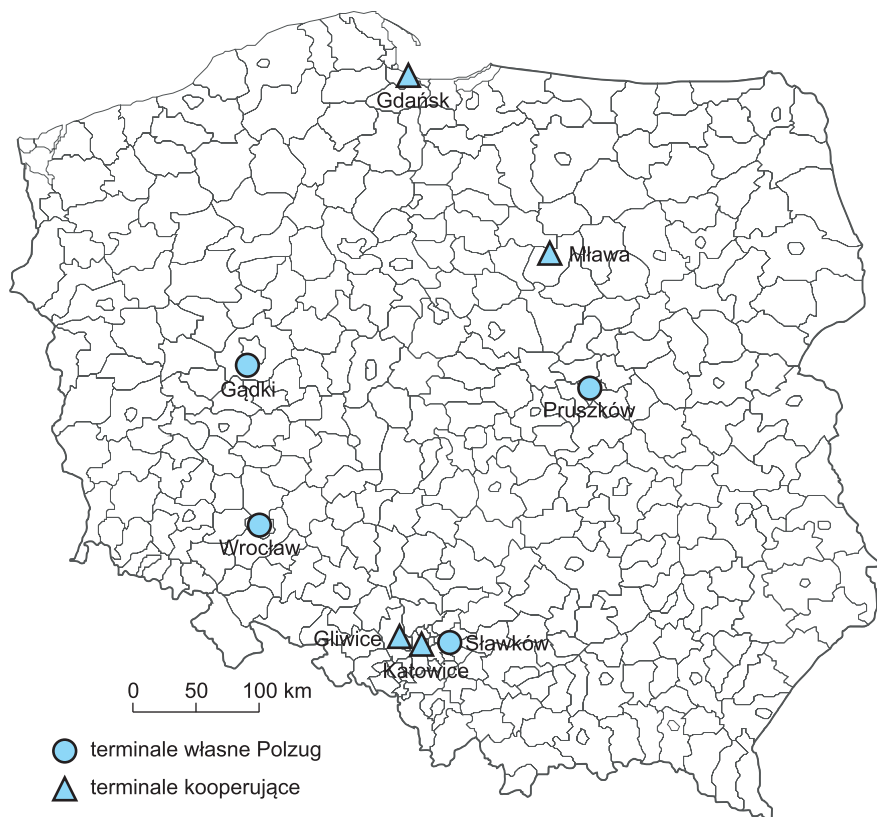 Gdańsk
Mława
Gądki
Pruszków
Wrocław
Gliwice
Sławków
Katowice
0 50 100 km
terminale własne Polzug
terminale kooperujące